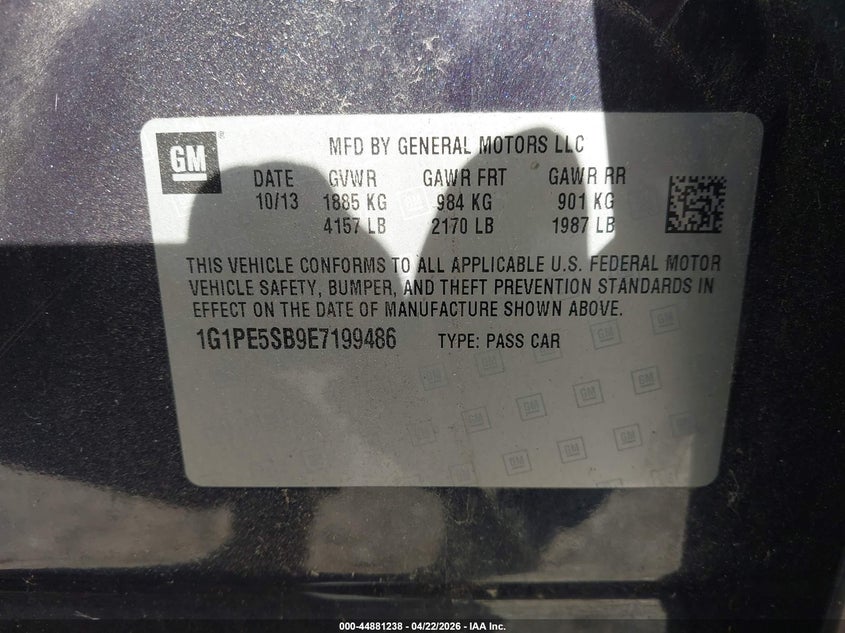 GM
MFD BY GENERAL MOTORS LLC
DATE GVWR GAWR FRT GAWR RR
10/13 1885 KG 984 KG 901 KG
4157 LB 2170 LB 1987 LB
THIS VEHICLE CONFORMS TO ALL APPLICABLE U.S. FEDERAL MOTOR
VEHICLE SAFETY, BUMPER, AND THEFT PREVENTION STANDARDS IN
EFFECT ON THE DATE OF MANUFACTURE SHOWN ABOVE.
1G1PE5SB9E7199486 TYPE: PASS CAR
000-44881238 - 04/22/2026 - IAA Inc.